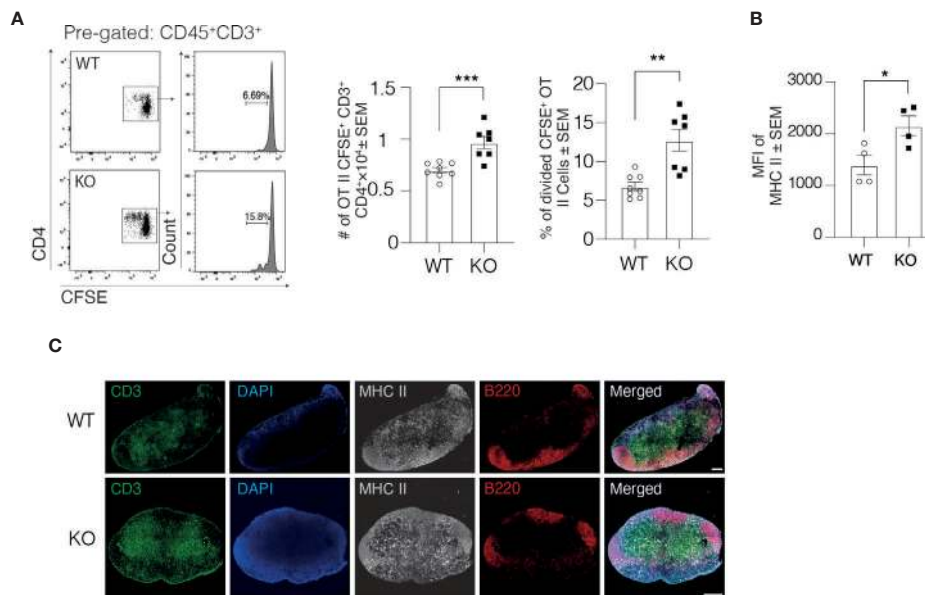 A
Pre-gated: CD45⁺CD3⁺
WT
6.69%
KO
15.8%
CD4
Count
CFSE
# of OT II CFSE⁺ CD3⁺
CD4⁺×10⁴± SEM
1.5
1
0.5
0
***
WT KO
% of divided CFSE⁺ OT
II Cells ± SEM
20
15
10
5
0
**
WT KO
B
MFI of
MHC II ± SEM
3000
2000
1000
0
*
WT KO
C
WT
CD3 DAPI MHC II B220 Merged
KO
CD3 DAPI MHC II B220 Merged